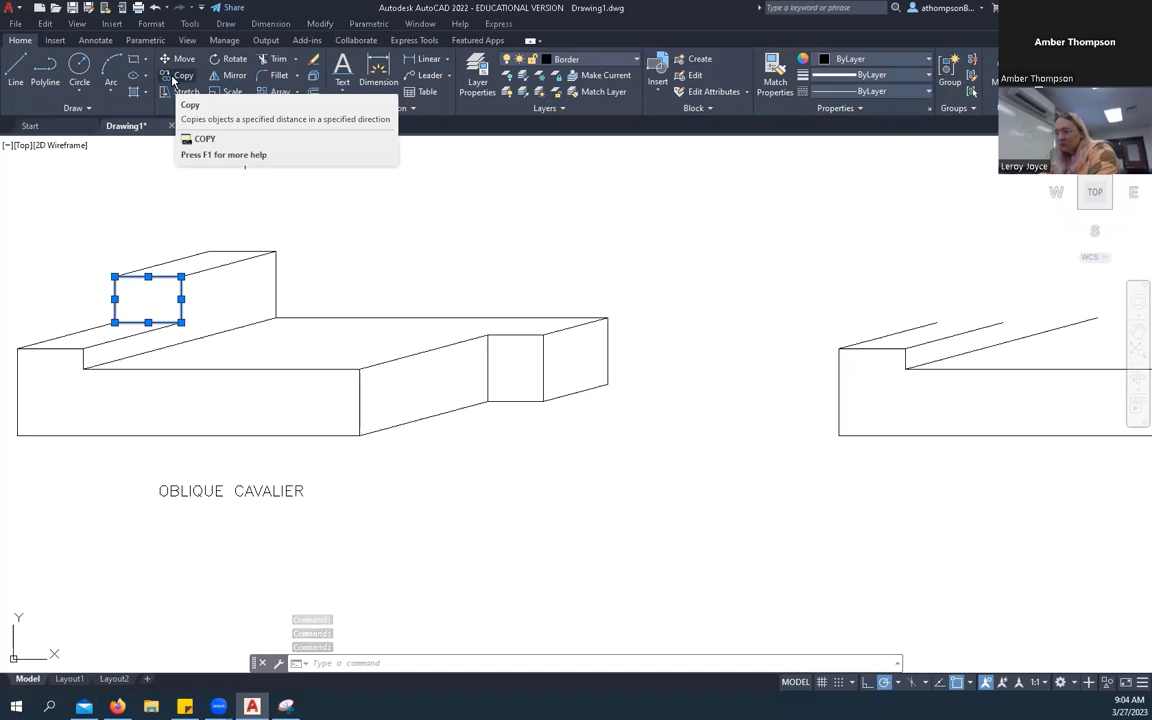 Share
Autodesk AutoCAD 2022 - EDUCATIONAL VERSION Drawing1.dwg
Type a keyword or phrase
athompsonB...
File Edit View Insert Format Tools Draw Dimension Modify Parametric Window Help Express
Home Insert Annotate Parametric View Manage Output Add-ins Collaborate Express Tools Featured Apps
Line Polyline Circle Arc
Draw
Move Rotate Trim
Copy Mirror Fillet
Stretch Scale Array
Text Dimension
Linear
Leader
Table
Layer Properties
Border
Make Current
Match Layer
Layers
Insert
Create
Edit
Edit Attributes
Block
Match Properties
ByLayer
ByLayer
ByLayer
Properties
Group
Groups
Amber Thompson
Amber Thompson
Leroy Joyce
Start Drawing1*
Copy
Copies objects a specified distance in a specified direction
COPY
Press F1 for more help
[−][Top][2D Wireframe]
W TOP E
S
WCS
OBLIQUE CAVALIER
Y
X
Command:
Command:
Command:
Type a command
Model Layout1 Layout2 +
MODEL
1:1
9:04 AM
3/27/2023